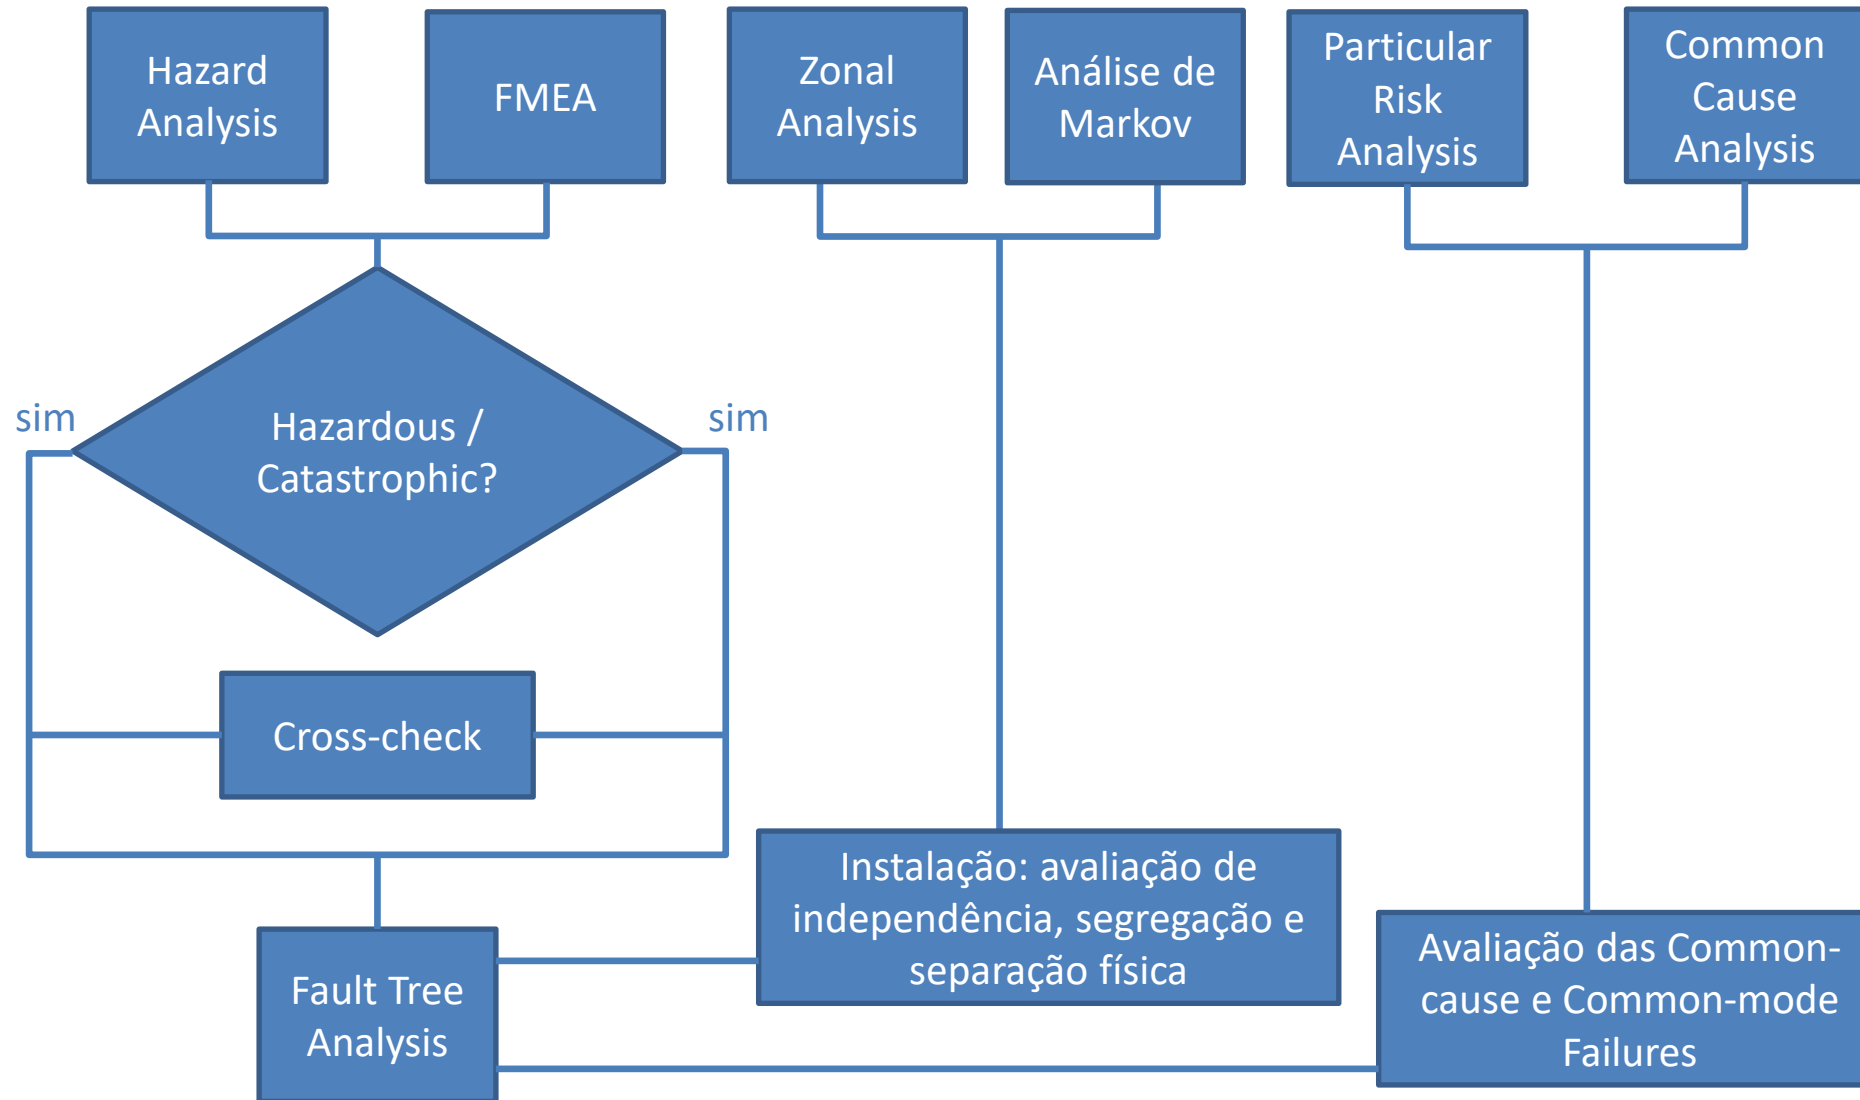 Hazard
Analysis
FMEA
Zonal
Analysis
Análise de
Markov
Particular
Risk
Analysis
Common
Cause
Analysis
sim
Hazardous /
Catastrophic?
sim
Cross-check
Instalação: avaliação de
independência, segregação e
separação física
Fault Tree
Analysis
Avaliação das Common-
cause e Common-mode
Failures